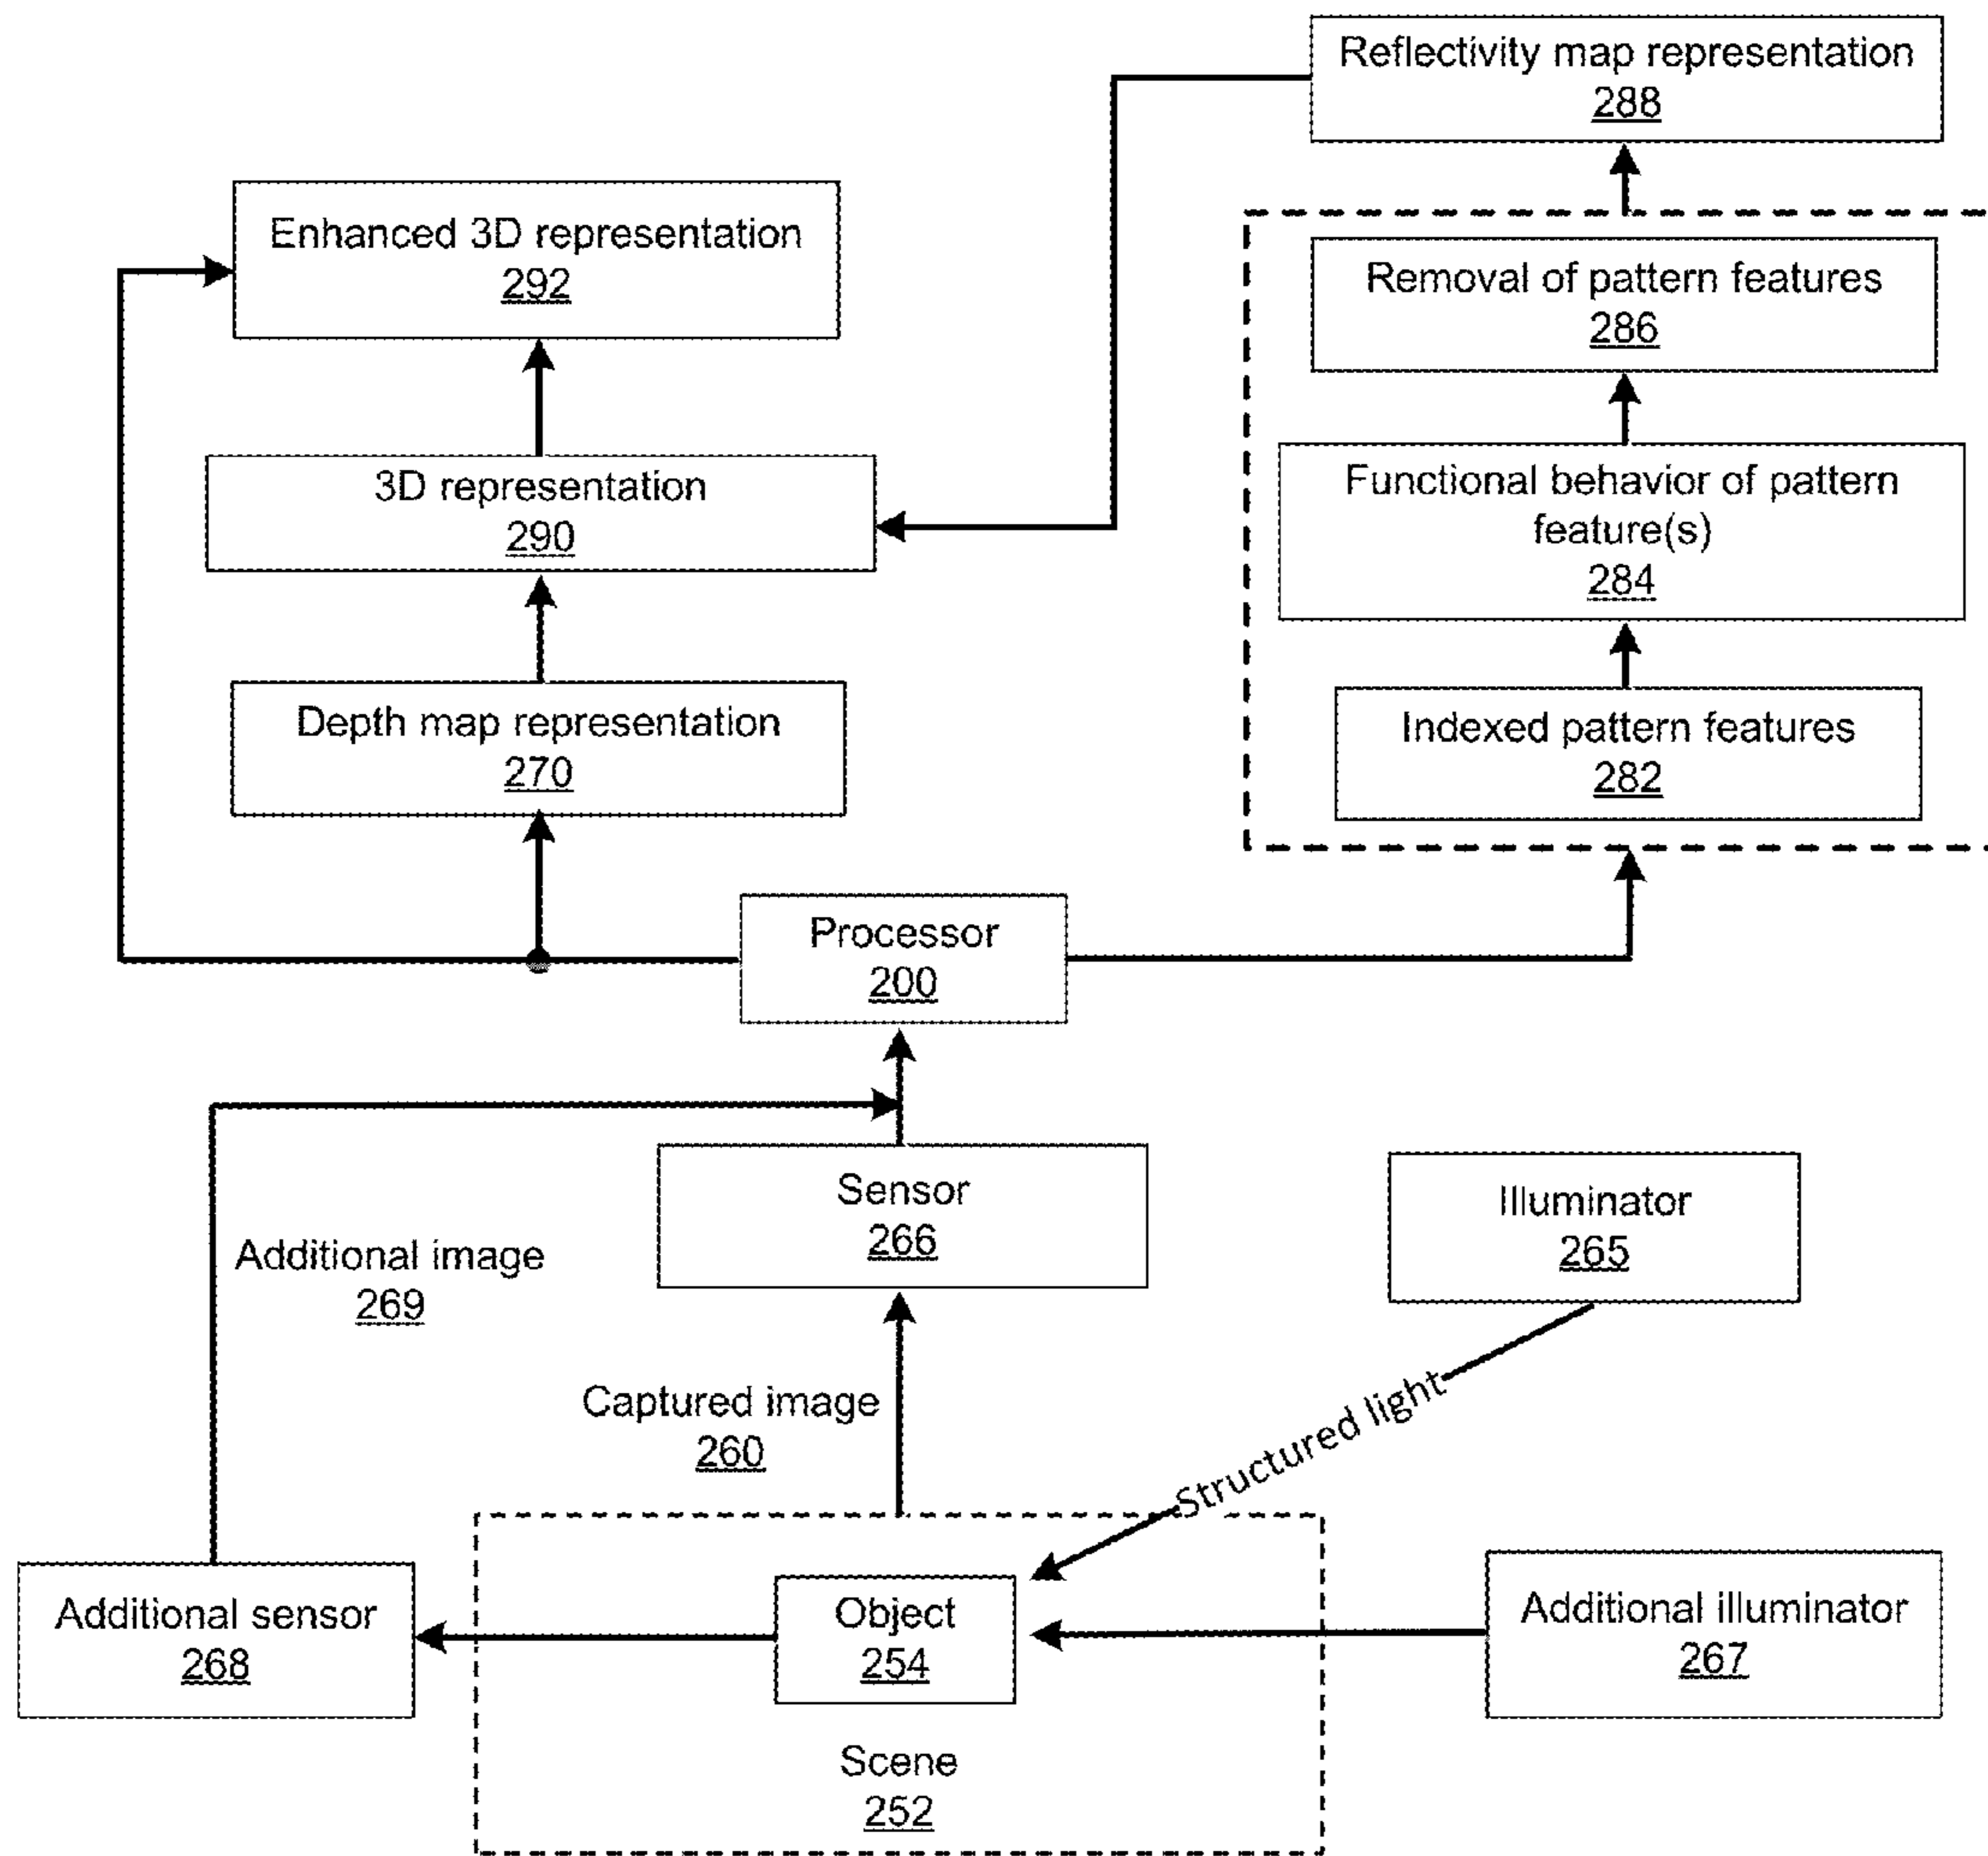 Reflectivity map representation
288
Enhanced 3D representation
292
Removal of pattern features
286
3D representation
290
Functional behavior of pattern
feature(s)
284
Depth map representation
270
Indexed pattern features
282
Processor
200
Sensor
266
Illuminator
265
Additional image
269
Captured image
260
Structured light
Additional sensor
268
Object
254
Additional illuminator
267
Scene
252